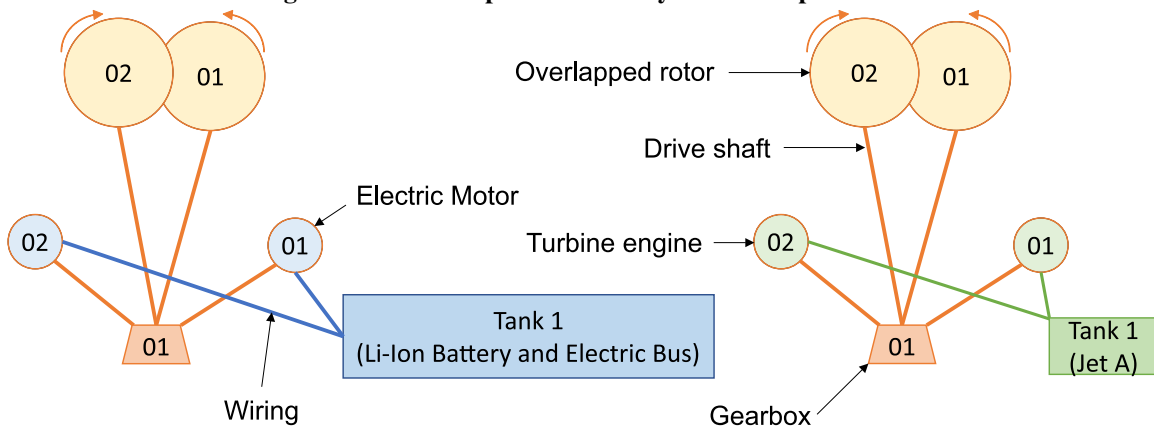 02
01
02
01
Electric Motor
01
Tank 1
(Li-Ion Battery and Electric Bus)
Wiring
Overlapped rotor
02
01
Drive shaft
Turbine engine
02
01
01
Tank 1
(Jet A)
Gearbox